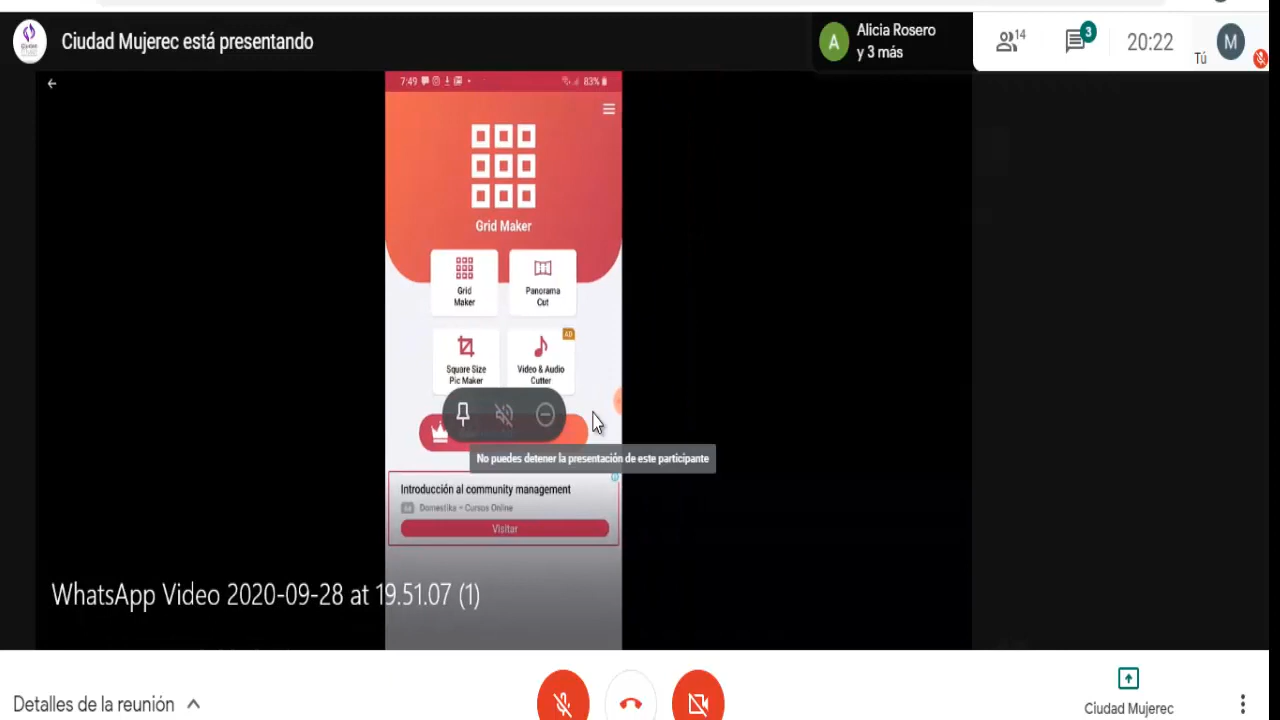 Ciudad Mujerec está presentando
Alicia Rosero
y 3 más
A
14
3
20:22
Tú
M
7:49
83%
Grid Maker
Grid
Maker
Panorama
Cut
AD
Square Size
Pic Maker
Video & Audio
Cutter
No puedes detener la presentación de este participante
Introducción al community management
Ad
Domestika - Cursos Online
Visitar
WhatsApp Video 2020-09-28 at 19.51.07 (1)
Detalles de la reunión
Ciudad Mujerec